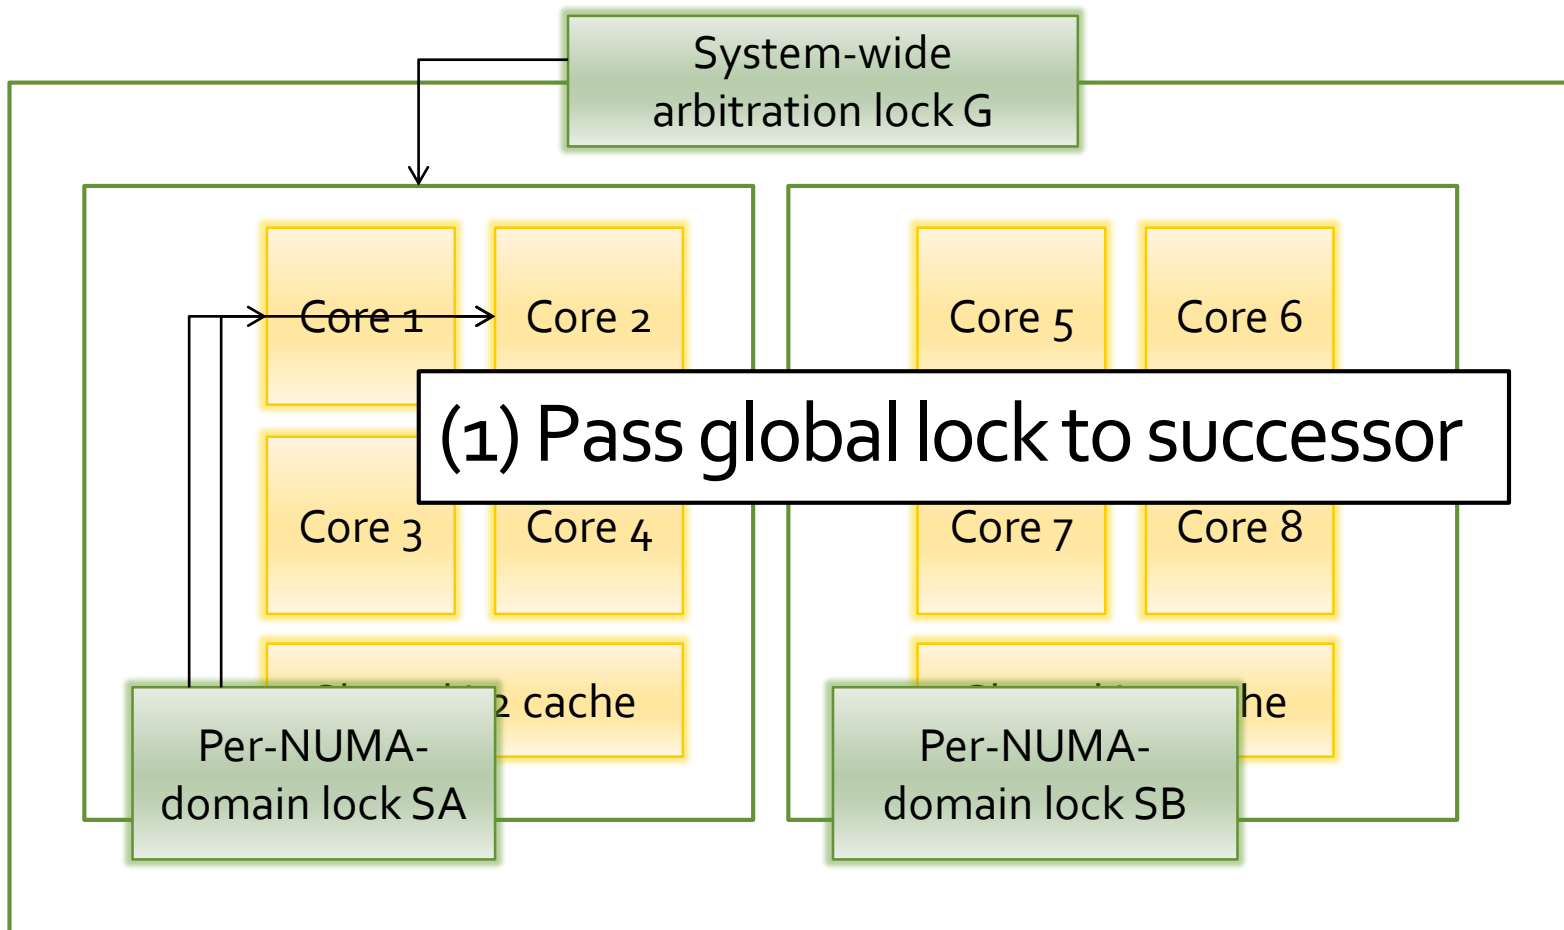 System-wide
arbitration lock G
Core 1
Core 2
Core 5
Core 6
(1) Pass global lock to successor
Core 3
Core 4
Core 7
Core 8
2 cache
he
Per-NUMA-
domain lock SA
Per-NUMA-
domain lock SB